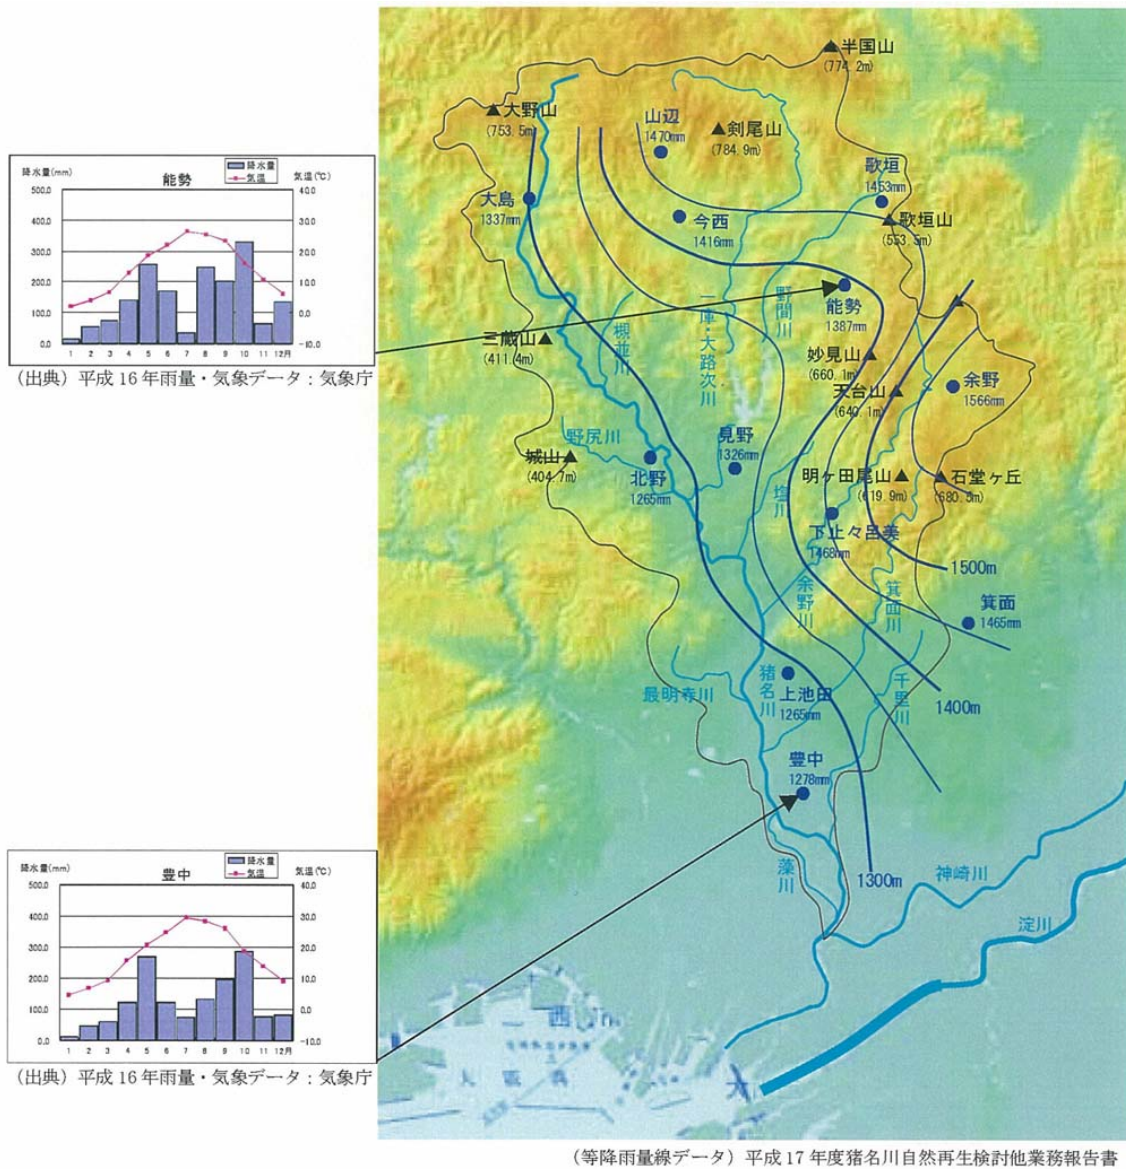 半国山
(774.2m)
大野山
(753.5m)
山辺
1470mm
剣尾山
(784.9m)
歌垣
1453mm
大島
1337mm
今西
1416mm
歌垣山
(553.5m)
能勢
1387mm
野間川
一庫・大路次川
槻並川
三蔵山
(411.4m)
妙見山
(660.1m)
天台山
(640.1m)
余野
1566mm
野尻川
城山
(404.7m)
北野
1265mm
見野
1326mm
塩川
明ヶ田尾山
(619.9m)
石堂ヶ丘
(680.5m)
下止々呂美
1468mm
1500m
余野川
箕面川
箕面
1465mm
最明寺川
猪名川
上池田
1265mm
千里川
1400m
豊中
1278mm
藻川
1300m
神崎川
淀川
降水量(mm)
能勢
降水量
気温
気温(℃)
500.0
400.0
300.0
200.0
100.0
0.0
40.0
30.0
20.0
10.0
0.0
-10.0
1 2 3 4 5 6 7 8 9 10 11 12月
(出典) 平成 16 年雨量・気象データ : 気象庁
降水量(mm)
豊中
降水量
気温
気温(℃)
500.0
400.0
300.0
200.0
100.0
0.0
40.0
30.0
20.0
10.0
0.0
-10.0
1 2 3 4 5 6 7 8 9 10 11 12月
(出典) 平成 16 年雨量・気象データ : 気象庁
(等降雨量線データ) 平成 17 年度猪名川自然再生検討他業務報告書